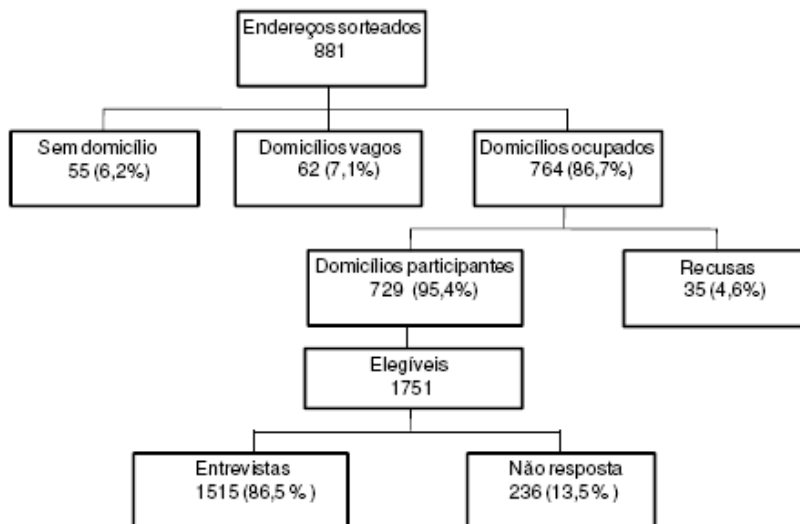 Endereços sorteados
881
Sem domicílio
55 (6,2%)
Domicílios vagos
62 (7,1%)
Domicílios ocupados
764 (86,7%)
Domicílios participantes
729 (95,4%)
Recusas
35 (4,6%)
Elegíveis
1751
Entrevistas
1515 (86,5 % )
Não resposta
236 (13,5% )